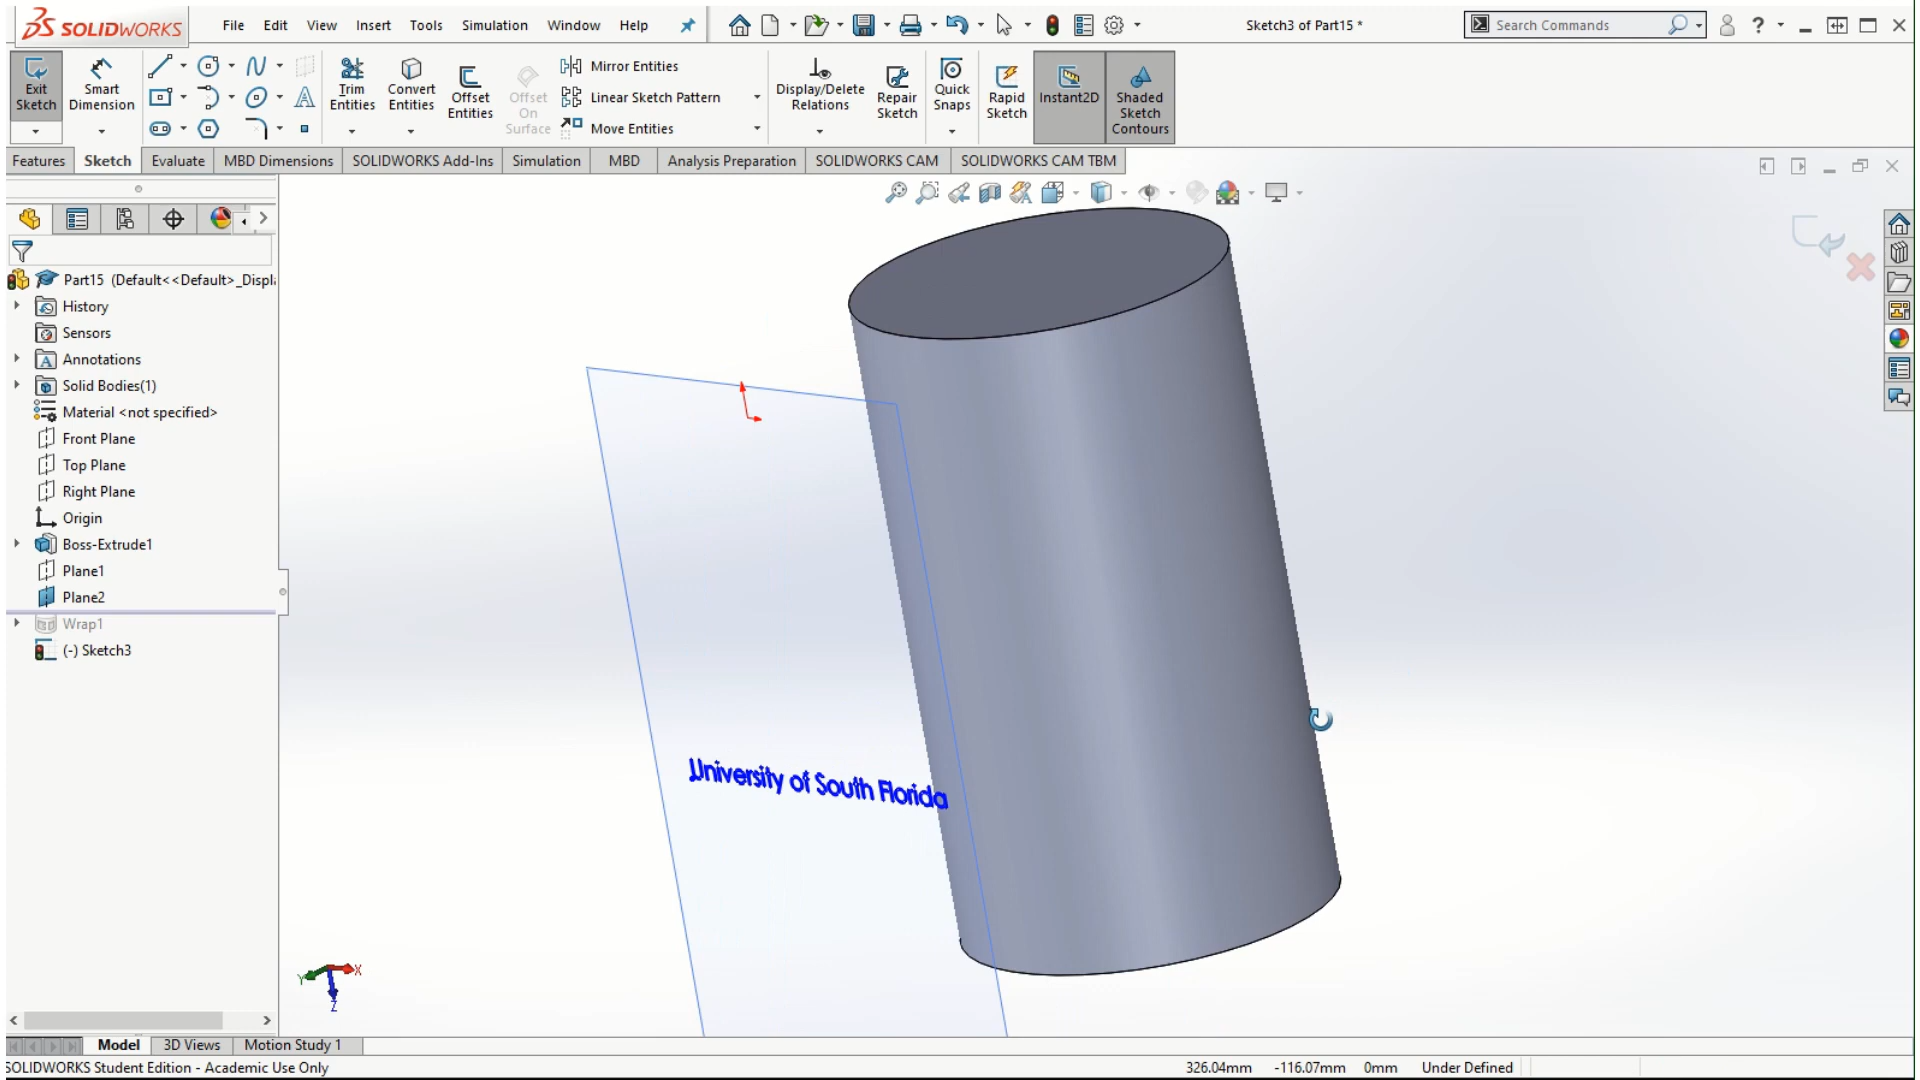 SOLIDWORKS
File Edit View Insert Tools Simulation Window Help
Sketch3 of Part15 *
Search Commands
Exit Sketch
Smart Dimension
Trim Entities
Convert Entities
Offset Entities
Offset On Surface
Mirror Entities
Linear Sketch Pattern
Move Entities
Display/Delete Relations
Repair Sketch
Quick Snaps
Rapid Sketch
Instant2D
Shaded Sketch Contours
Features Sketch Evaluate MBD Dimensions SOLIDWORKS Add-Ins Simulation MBD Analysis Preparation SOLIDWORKS CAM SOLIDWORKS CAM TBM
Part15 (Default<<Default>_Displ
History
Sensors
Annotations
Solid Bodies(1)
Material <not specified>
Front Plane
Top Plane
Right Plane
Origin
Boss-Extrude1
Plane1
Plane2
Wrap1
(-) Sketch3
University of South Florida
Y X
Z
Model 3D Views Motion Study 1
SOLIDWORKS Student Edition - Academic Use Only 326.04mm -116.07mm 0mm Under Defined